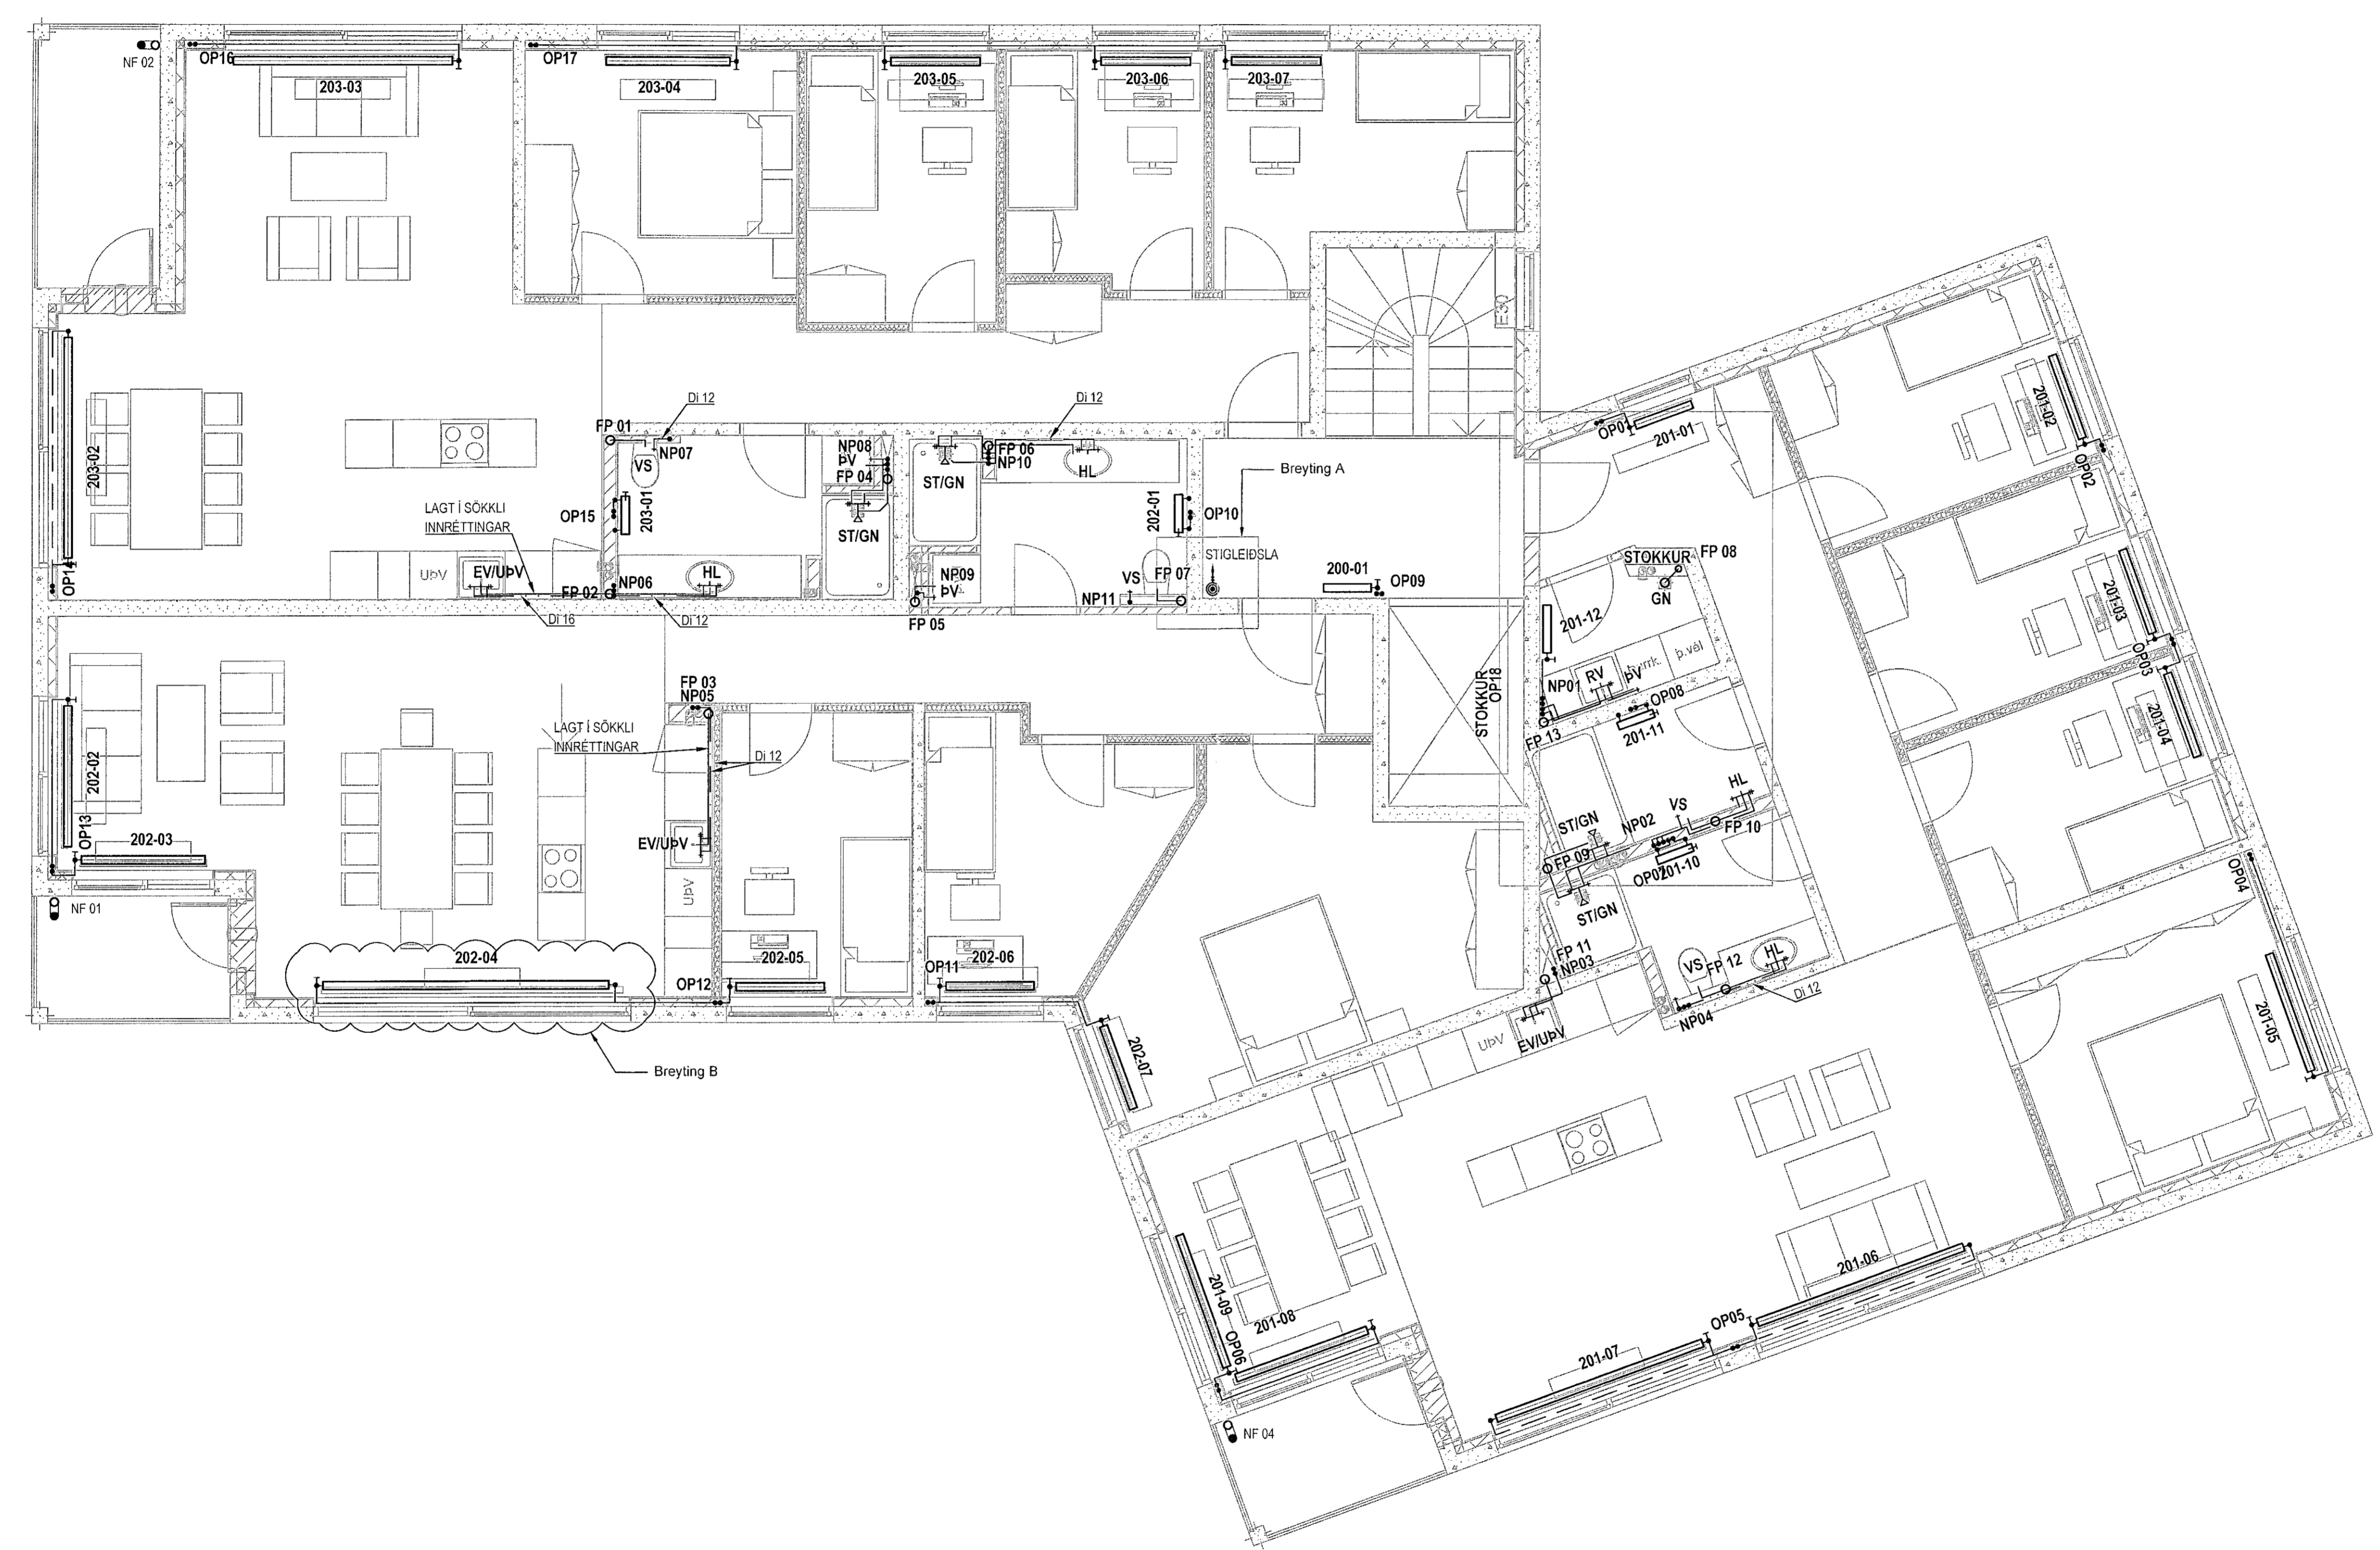 NF 02
OP16
203-03
OP17
203-04
203-05
203-06
203-07
E30
203-02
OP14
LAGT Í SÖKKLI
INNRÉTTINGAR
UÞV
EV/UÞV
Di 16
FP 01
Di 12
NP07
VS
OP15
203-01
FP 02
NP06
HL
Di 12
NP08
ÞV
FP 04
ST/GN
ST/GN
FP 06
NP10
Di 12
HL
202-01
OP10
NP09
ÞV
FP 05
VS
FP 07
NP11
Breyting A
STIGLEIÐSLA
200-01
OP09
STOKKUR
OP18
202-02
OP13
202-03
NF 01
FP 03
NP05
LAGT Í SÖKKLI
INNRÉTTINGAR
Di 12
EV/UÞV
UÞV
202-04
Breyting B
OP12
202-05
OP11
202-06
202-07
OP01
201-01
201-02
OP02
201-03
OP03
201-04
OP04
201-05
STOKKUR
FP 08
GN
201-12
NP01
RV
ÞV
þ.vél
FP 13
OP08
201-11
HL
VS
FP 10
NP02
ST/GN
FP 09
201-10
ST/GN
FP 11
NP03
VS
FP 12
HL
Di 12
NP04
UÞV
EV/UÞV
201-09
OP06
201-08
201-07
OP05
201-06
NF 04